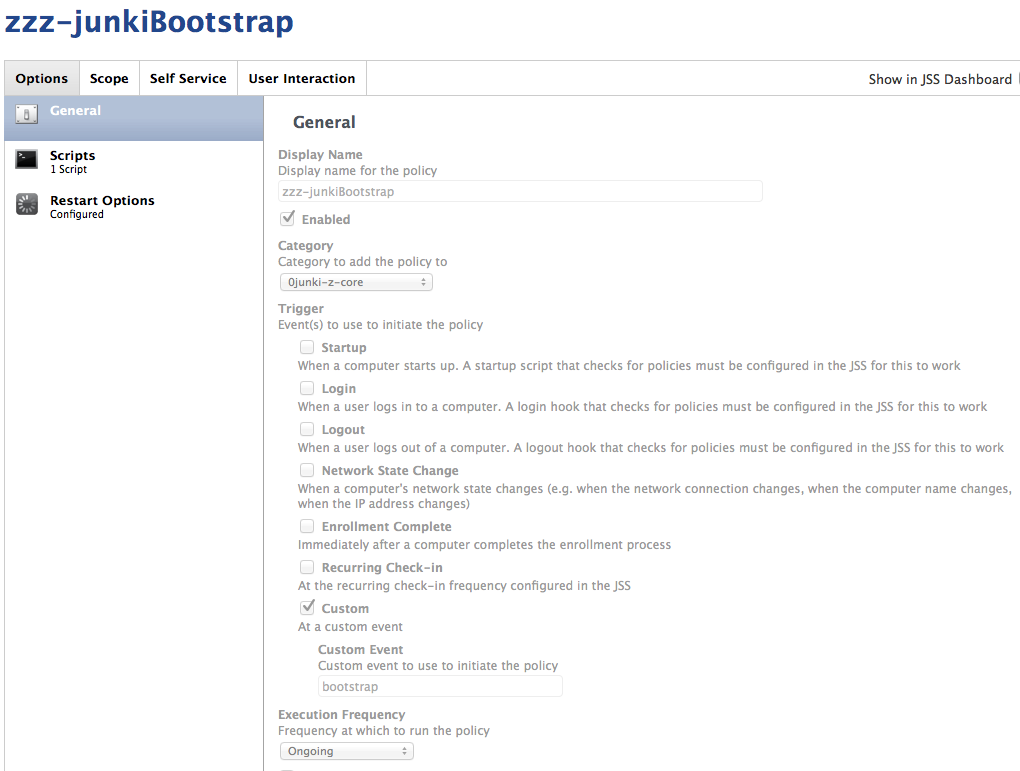 zzz-junkiBootstrap
Options Scope Self Service User Interaction Show in JSS Dashboard
General
Scripts
1 Script
Restart Options
Configured
General
Display Name
Display name for the policy
zzz-junkiBootstrap
Enabled
Category
Category to add the policy to
0junki-z-core
Trigger
Event(s) to use to initiate the policy
Startup
When a computer starts up. A startup script that checks for policies must be configured in the JSS for this to work
Login
When a user logs in to a computer. A login hook that checks for policies must be configured in the JSS for this to work
Logout
When a user logs out of a computer. A logout hook that checks for policies must be configured in the JSS for this to work
Network State Change
When a computer's network state changes (e.g. when the network connection changes, when the computer name changes,
when the IP address changes)
Enrollment Complete
Immediately after a computer completes the enrollment process
Recurring Check-in
At the recurring check-in frequency configured in the JSS
Custom
At a custom event
Custom Event
Custom event to use to initiate the policy
bootstrap
Execution Frequency
Frequency at which to run the policy
Ongoing